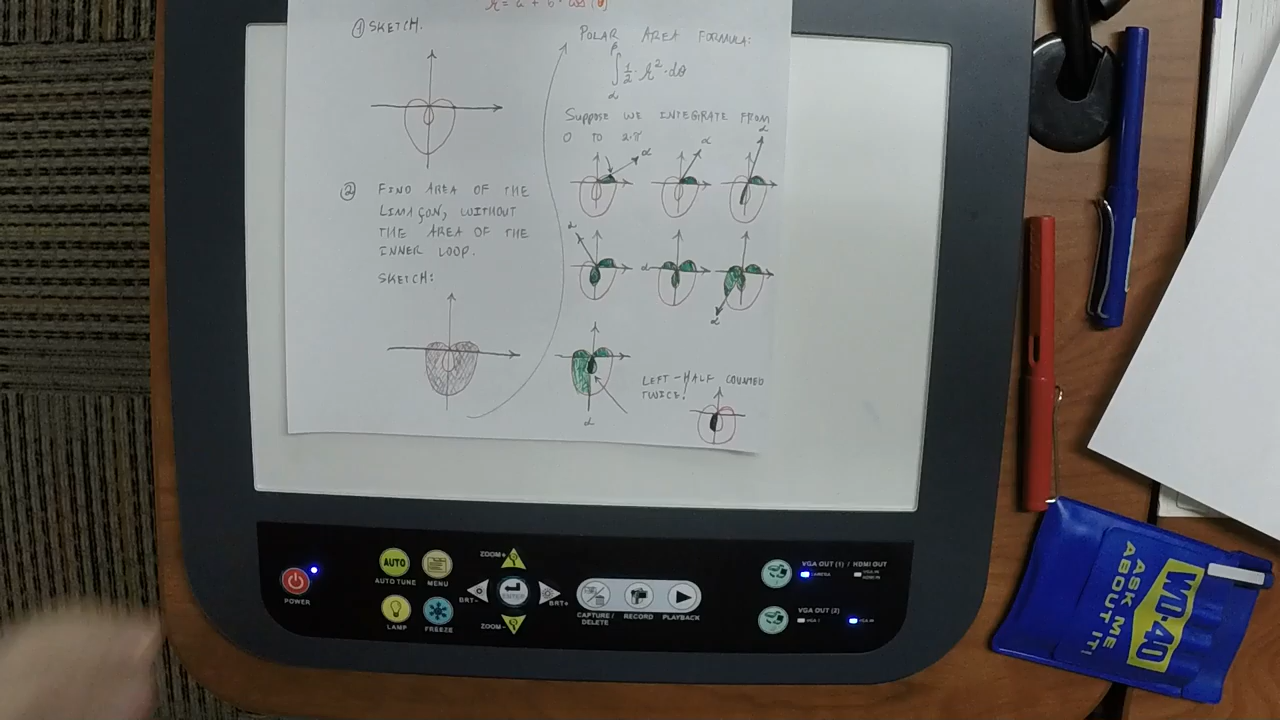 ① SKETCH.
② FIND AREA OF THE
LIMAÇON, WITHOUT
THE AREA OF THE
INNER LOOP.
SKETCH:
POLAR AREA FORMULA:
β
∫ 1/2 · r² · dθ
α
SUPPOSE WE INTEGRATE FROM
0 TO 2·π
α
α
α
α
α
α
α
LEFT-HALF COUNTED
TWICE!
POWER
AUTO
AUTO TUNE
MENU
LAMP
FREEZE
ZOOM+
BRT-
ENTER
BRT+
ZOOM-
CAPTURE /
DELETE
RECORD
PLAYBACK
VGA OUT (1) / HDMI OUT
CAMERA
VGA OUT (2)
ASK ME
ABOUT IT!